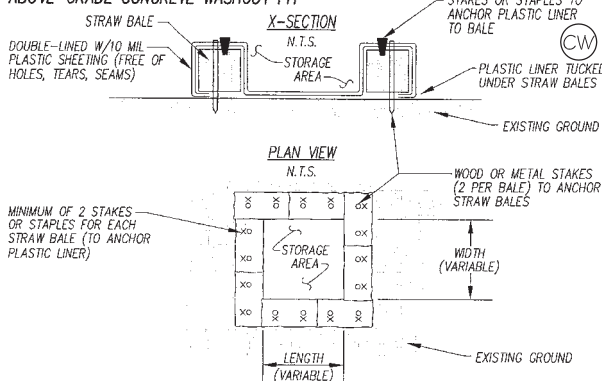 ABOVE-GRADE CONCRETE WASHOUT PIT
STRAW BALE
X-SECTION
N.T.S.
STAKES OR STAPLES TO
ANCHOR PLASTIC LINER
TO BALE
CW
DOUBLE-LINED W/10 MIL
PLASTIC SHEETING (FREE OF
HOLES, TEARS, SEAMS)
STORAGE
AREA
PLASTIC LINER TUCKED
UNDER STRAW BALES
EXISTING GROUND
PLAN VIEW
N.T.S.
WOOD OR METAL STAKES
(2 PER BALE) TO ANCHOR
STRAW BALES
MINIMUM OF 2 STAKES
OR STAPLES FOR EACH
STRAW BALE (TO ANCHOR
PLASTIC LINER)
STORAGE
AREA
WIDTH
(VARIABLE)
LENGTH
(VARIABLE)
EXISTING GROUND